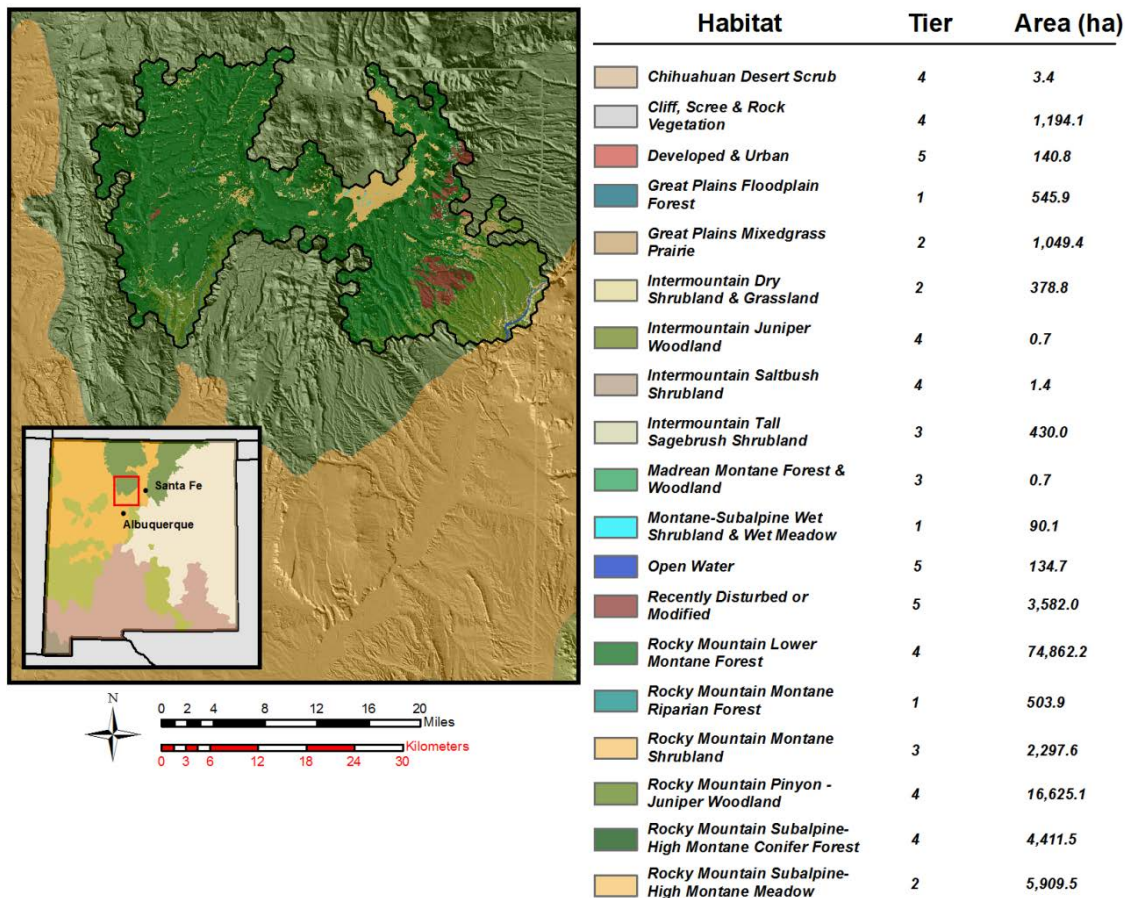 Habitat Tier Area (ha)
Chihuahuan Desert Scrub 4 3.4
Cliff, Scree & Rock
Vegetation 4 1,194.1
Developed & Urban 5 140.8
Great Plains Floodplain
Forest 1 545.9
Great Plains Mixedgrass
Prairie 2 1,049.4
Intermountain Dry
Shrubland & Grassland 2 378.8
Intermountain Juniper
Woodland 4 0.7
Intermountain Saltbush
Shrubland 4 1.4
Intermountain Tall
Sagebrush Shrubland 3 430.0
Madrean Montane Forest &
Woodland 3 0.7
Montane-Subalpine Wet
Shrubland & Wet Meadow 1 90.1
Open Water 5 134.7
Recently Disturbed or
Modified 5 3,582.0
Rocky Mountain Lower
Montane Forest 4 74,862.2
Rocky Mountain Montane
Riparian Forest 1 503.9
Rocky Mountain Montane
Shrubland 3 2,297.6
Rocky Mountain Pinyon -
Juniper Woodland 4 16,625.1
Rocky Mountain Subalpine-
High Montane Conifer Forest 4 4,411.5
Rocky Mountain Subalpine-
High Montane Meadow 2 5,909.5
Santa Fe
Albuquerque
N
0 2 4 8 12 16 20
Miles
Kilometers
0 3 6 12 18 24 30